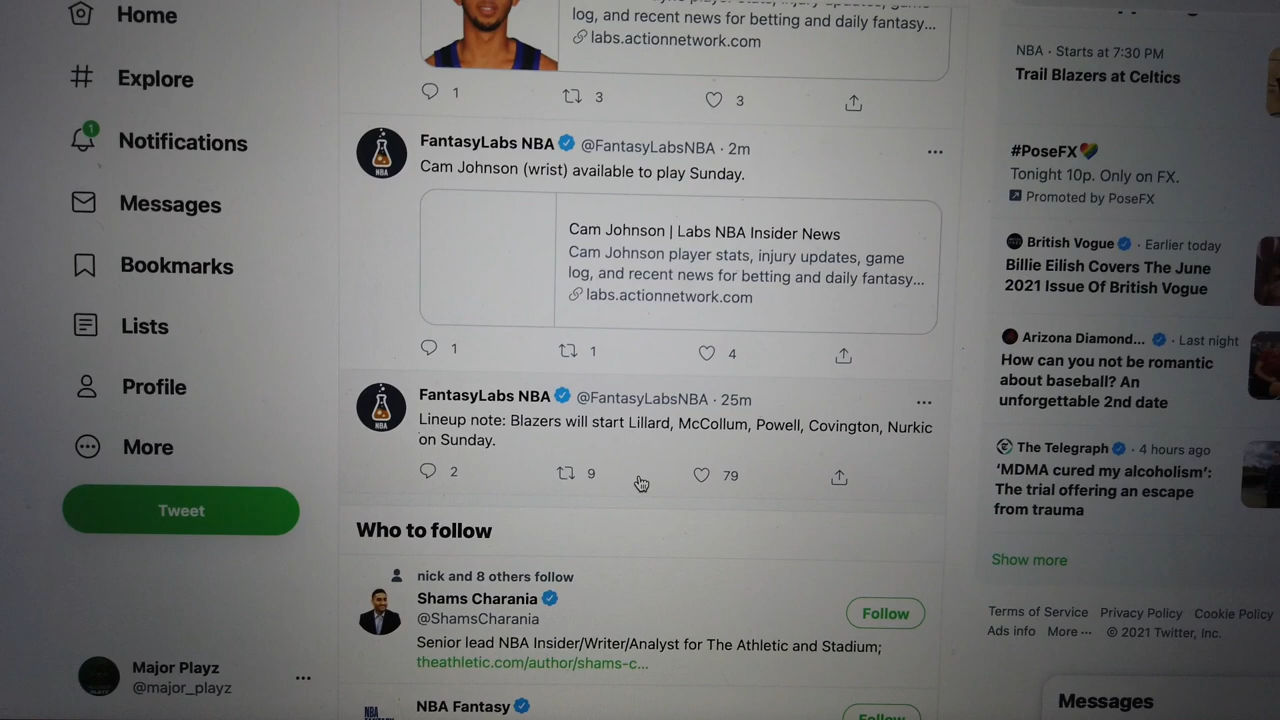 Home
Explore
1
Notifications
Messages
Bookmarks
Lists
Profile
More
Tweet
Major Playz
@major_playz
log, and recent news for betting and daily fantasy...
labs.actionnetwork.com
1 3 3
FantasyLabs NBA @FantasyLabsNBA · 2m
NBA
Cam Johnson (wrist) available to play Sunday.
Cam Johnson | Labs NBA Insider News
Cam Johnson player stats, injury updates, game
log, and recent news for betting and daily fantasy...
labs.actionnetwork.com
1 1 4
FantasyLabs NBA @FantasyLabsNBA · 25m
NBA
Lineup note: Blazers will start Lillard, McCollum, Powell, Covington, Nurkic
on Sunday.
2 9 79
Who to follow
nick and 8 others follow
Shams Charania
@ShamsCharania
Follow
Senior lead NBA Insider/Writer/Analyst for The Athletic and Stadium;
theathletic.com/author/shams-c...
NBA Fantasy
NBA
Follow
NBA · Starts at 7:30 PM
Trail Blazers at Celtics
#PoseFX
Tonight 10p. Only on FX.
Promoted by PoseFX
British Vogue · Earlier today
Billie Eilish Covers The June
2021 Issue Of British Vogue
Arizona Diamond... · Last night
How can you not be romantic
about baseball? An
unforgettable 2nd date
The Telegraph · 4 hours ago
‘MDMA cured my alcoholism’:
The trial offering an escape
from trauma
Show more
Terms of Service Privacy Policy Cookie Policy
Ads info More ··· © 2021 Twitter, Inc.
Messages